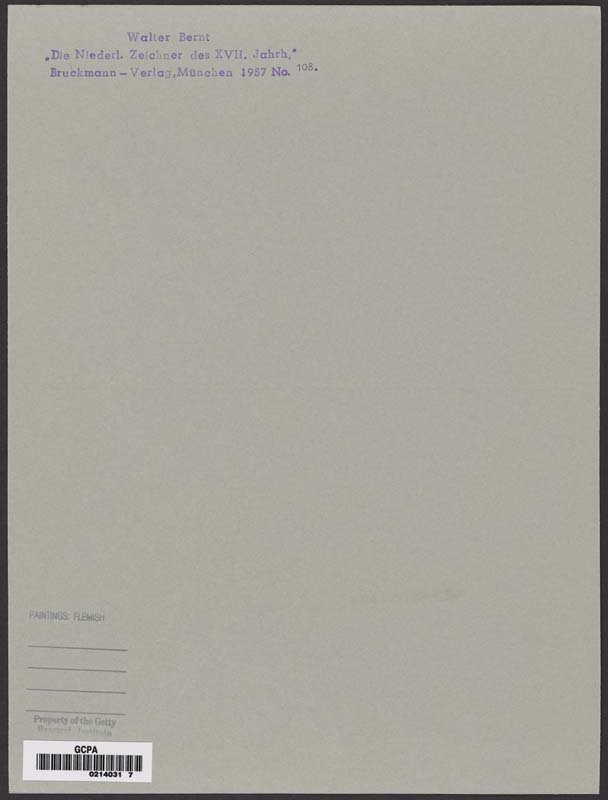 Walter Bernt
„Die Niederl. Zeichner des XVII. Jahrh.“
Bruckmann – Verlag, München 1957 No. 108.
PAINTINGS: FLEMISH
Property of the Getty
Research Institute
GCPA
0214031 7